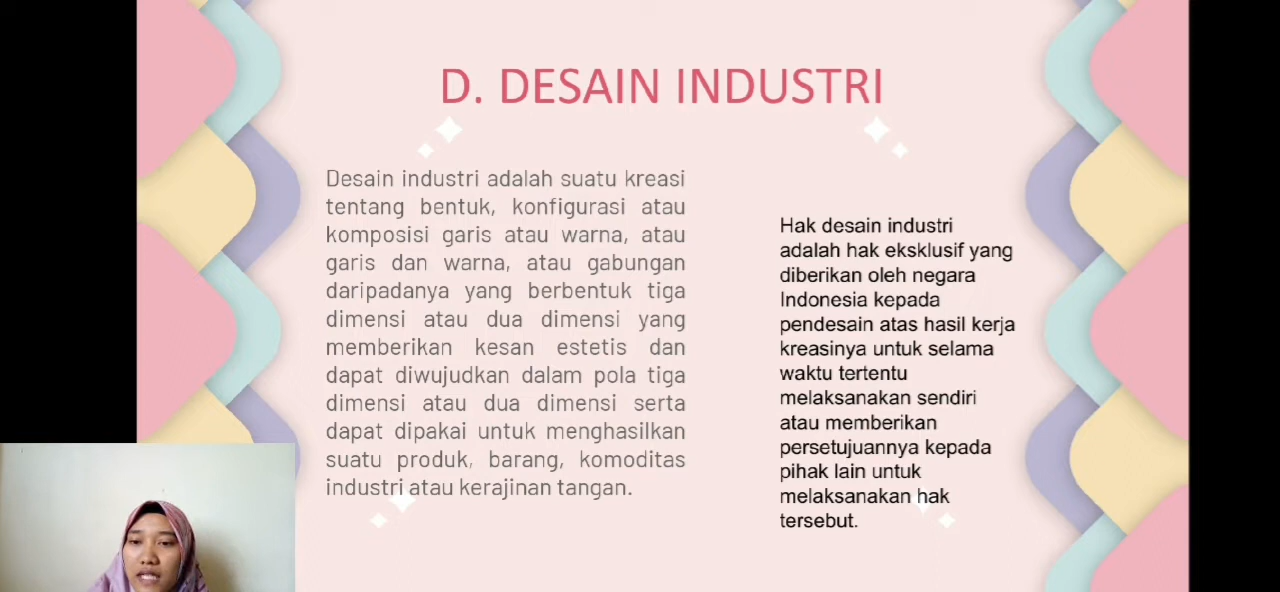 D. DESAIN INDUSTRI
Desain industri adalah suatu kreasi
tentang bentuk, konfigurasi atau
komposisi garis atau warna, atau
garis dan warna, atau gabungan
daripadanya yang berbentuk tiga
dimensi atau dua dimensi yang
memberikan kesan estetis dan
dapat diwujudkan dalam pola tiga
dimensi atau dua dimensi serta
dapat dipakai untuk menghasilkan
suatu produk, barang, komoditas
industri atau kerajinan tangan.
Hak desain industri
adalah hak eksklusif yang
diberikan oleh negara
Indonesia kepada
pendesain atas hasil kerja
kreasinya untuk selama
waktu tertentu
melaksanakan sendiri
atau memberikan
persetujuannya kepada
pihak lain untuk
melaksanakan hak
tersebut.